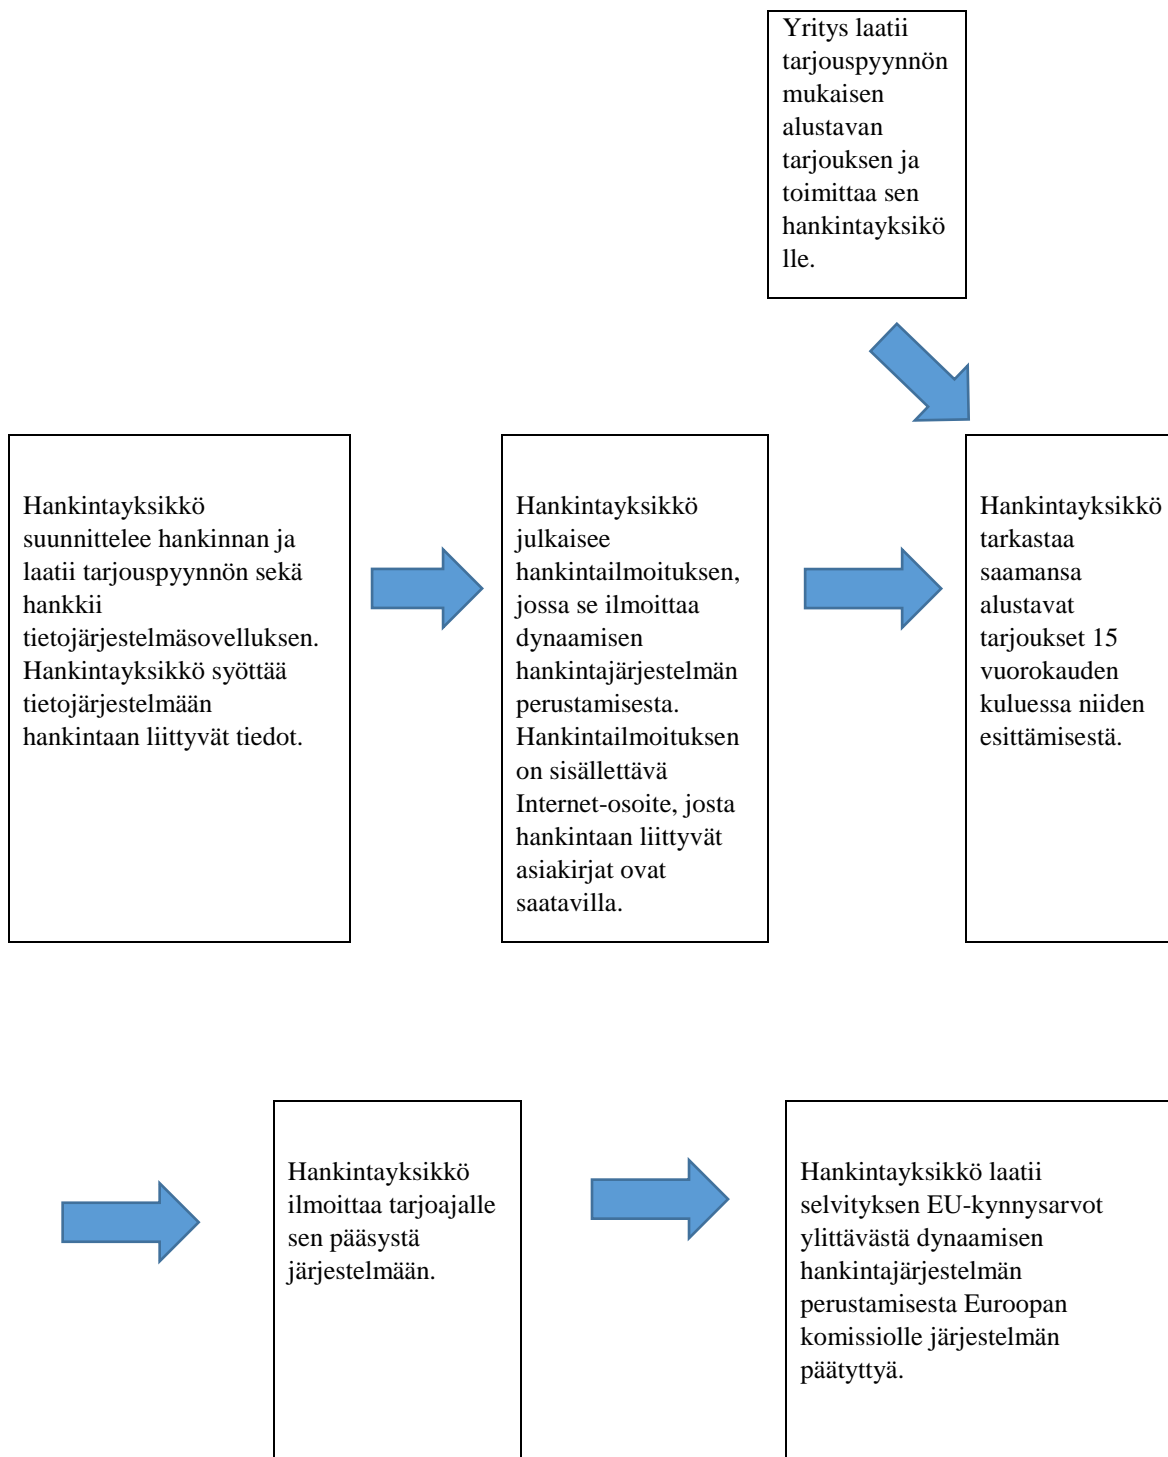 Yritys laatii
tarjouspyynnön
mukaisen
alustavan
tarjouksen ja
toimittaa sen
hankintayksikö
lle.
Hankintayksikkö
suunnittelee hankinnan ja
laatii tarjouspyynnön sekä
hankkii
tietojärjestelmäsovelluksen.
Hankintayksikkö syöttää
tietojärjestelmään
hankintaan liittyvät tiedot.
Hankintayksikkö
julkaisee
hankintailmoituksen,
jossa se ilmoittaa
dynaamisen
hankintajärjestelmän
perustamisesta.
Hankintailmoituksen
on sisällettävä
Internet-osoite, josta
hankintaan liittyvät
asiakirjat ovat
saatavilla.
Hankintayksikkö
tarkastaa
saamansa
alustavat
tarjoukset 15
vuorokauden
kuluessa niiden
esittämisestä.
Hankintayksikkö
ilmoittaa tarjoajalle
sen pääsystä
järjestelmään.
Hankintayksikkö laatii
selvityksen EU-kynnysarvot
ylittävästä dynaamisen
hankintajärjestelmän
perustamisesta Euroopan
komissiolle järjestelmän
päätyttyä.